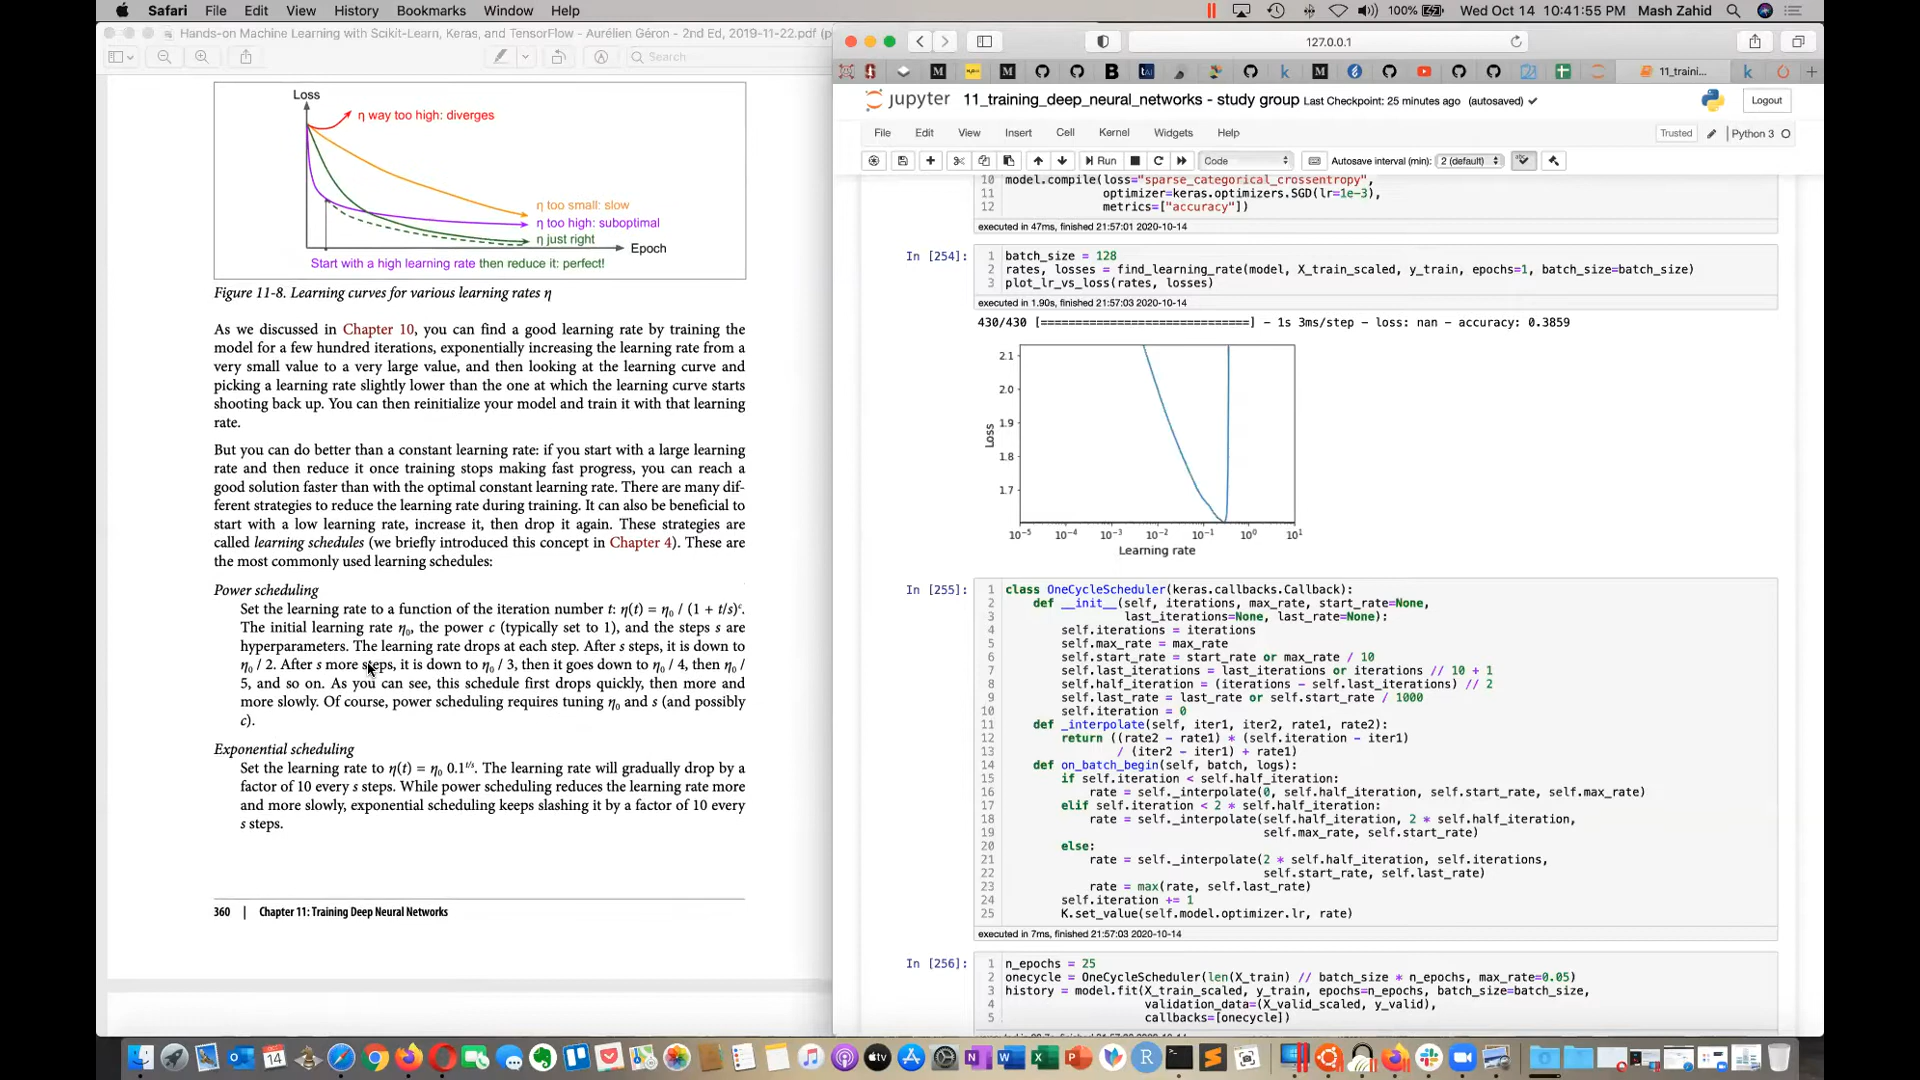 Safari File Edit View History Bookmarks Window Help
100% Wed Oct 14 10:41:55 PM Mash Zahid
Hands-on Machine Learning with Scikit-Learn, Keras, and TensorFlow - Aurélien Géron - 2nd Ed, 2019-11-22.pdf
Search
Loss
η way too high: diverges
η too small: slow
η too high: suboptimal
η just right
Epoch
Start with a high learning rate then reduce it: perfect!
Figure 11-8. Learning curves for various learning rates η
As we discussed in Chapter 10, you can find a good learning rate by training the
model for a few hundred iterations, exponentially increasing the learning rate from a
very small value to a very large value, and then looking at the learning curve and
picking a learning rate slightly lower than the one at which the learning curve starts
shooting back up. You can then reinitialize your model and train it with that learning
rate.
But you can do better than a constant learning rate: if you start with a large learning
rate and then reduce it once training stops making fast progress, you can reach a
good solution faster than with the optimal constant learning rate. There are many dif-
ferent strategies to reduce the learning rate during training. It can also be beneficial to
start with a low learning rate, increase it, then drop it again. These strategies are
called learning schedules (we briefly introduced this concept in Chapter 4). These are
the most commonly used learning schedules:
Power scheduling
Set the learning rate to a function of the iteration number t: η(t) = η₀ / (1 + t/s)ᶜ.
The initial learning rate η₀, the power c (typically set to 1), and the steps s are
hyperparameters. The learning rate drops at each step. After s steps, it is down to
η₀ / 2. After s more steps, it is down to η₀ / 3, then it goes down to η₀ / 4, then η₀ /
5, and so on. As you can see, this schedule first drops quickly, then more and
more slowly. Of course, power scheduling requires tuning η₀ and s (and possibly
c).
Exponential scheduling
Set the learning rate to η(t) = η₀ 0.1ᵗ/ˢ. The learning rate will gradually drop by a
factor of 10 every s steps. While power scheduling reduces the learning rate more
and more slowly, exponential scheduling keeps slashing it by a factor of 10 every
s steps.
360 | Chapter 11: Training Deep Neural Networks
127.0.0.1
11_traini...
jupyter 11_training_deep_neural_networks - study group Last Checkpoint: 25 minutes ago (autosaved) Logout
File Edit View Insert Cell Kernel Widgets Help Trusted Python 3
Run Code Autosave interval (min): 2 (default)
10 model.compile(loss="sparse_categorical_crossentropy",
11 optimizer=keras.optimizers.SGD(lr=1e-3),
12 metrics=["accuracy"])
executed in 47ms, finished 21:57:01 2020-10-14
In [254]: 1 batch_size = 128
2 rates, losses = find_learning_rate(model, X_train_scaled, y_train, epochs=1, batch_size=batch_size)
3 plot_lr_vs_loss(rates, losses)
executed in 1.90s, finished 21:57:03 2020-10-14
430/430 [==============================] - 1s 3ms/step - loss: nan - accuracy: 0.3859
2.1
2.0
1.9
1.8
1.7
Loss
10⁻⁵ 10⁻⁴ 10⁻³ 10⁻² 10⁻¹ 10⁰ 10¹
Learning rate
In [255]: 1 class OneCycleScheduler(keras.callbacks.Callback):
2 def __init__(self, iterations, max_rate, start_rate=None,
3 last_iterations=None, last_rate=None):
4 self.iterations = iterations
5 self.max_rate = max_rate
6 self.start_rate = start_rate or max_rate / 10
7 self.last_iterations = last_iterations or iterations // 10 + 1
8 self.half_iteration = (iterations - self.last_iterations) // 2
9 self.last_rate = last_rate or self.start_rate / 1000
10 self.iteration = 0
11 def _interpolate(self, iter1, iter2, rate1, rate2):
12 return ((rate2 - rate1) * (self.iteration - iter1)
13 / (iter2 - iter1) + rate1)
14 def on_batch_begin(self, batch, logs):
15 if self.iteration < self.half_iteration:
16 rate = self._interpolate(0, self.half_iteration, self.start_rate, self.max_rate)
17 elif self.iteration < 2 * self.half_iteration:
18 rate = self._interpolate(self.half_iteration, 2 * self.half_iteration,
19 self.max_rate, self.start_rate)
20 else:
21 rate = self._interpolate(2 * self.half_iteration, self.iterations,
22 self.start_rate, self.last_rate)
23 rate = max(rate, self.last_rate)
24 self.iteration += 1
25 K.set_value(self.model.optimizer.lr, rate)
executed in 7ms, finished 21:57:03 2020-10-14
In [256]: 1 n_epochs = 25
2 onecycle = OneCycleScheduler(len(X_train) // batch_size * n_epochs, max_rate=0.05)
3 history = model.fit(X_train_scaled, y_train, epochs=n_epochs, batch_size=batch_size,
4 validation_data=(X_valid_scaled, y_valid),
5 callbacks=[onecycle])